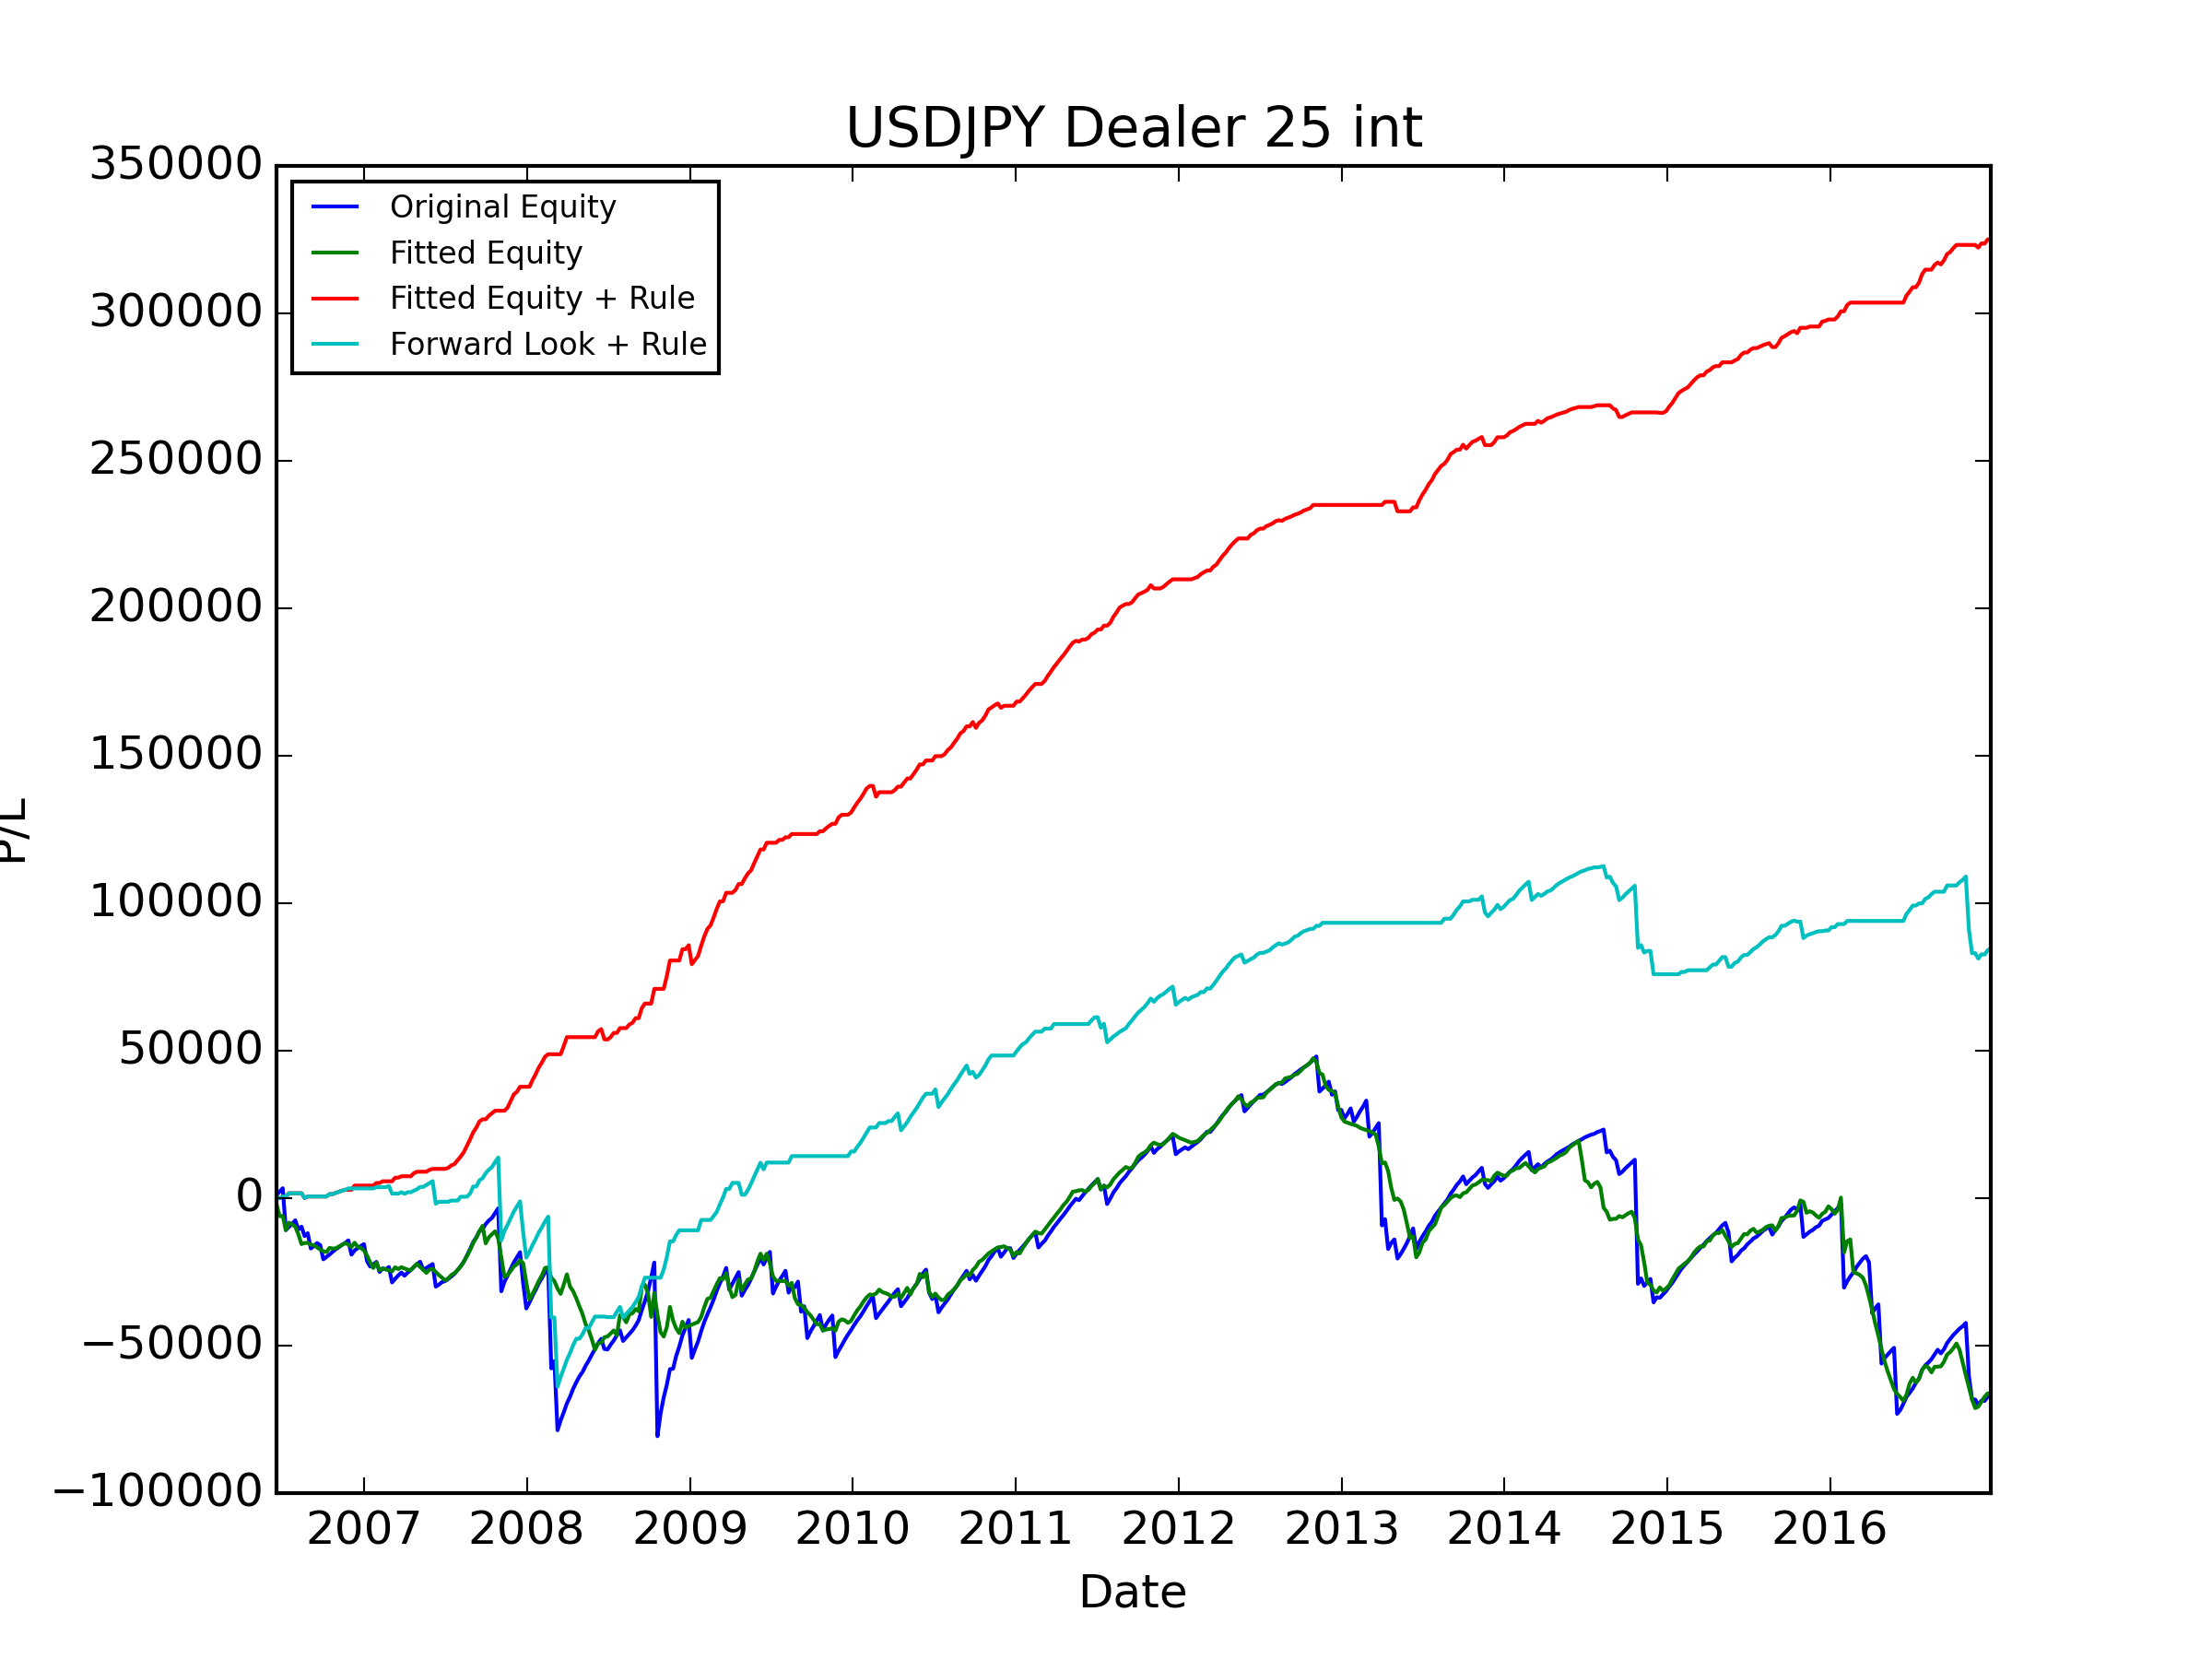 USDJPY Dealer 25 int
350000
300000
250000
200000
150000
100000
50000
0
−50000
−100000
Original Equity
Fitted Equity
Fitted Equity + Rule
Forward Look + Rule
P/L
2007 2008 2009 2010 2011 2012 2013 2014 2015 2016
Date